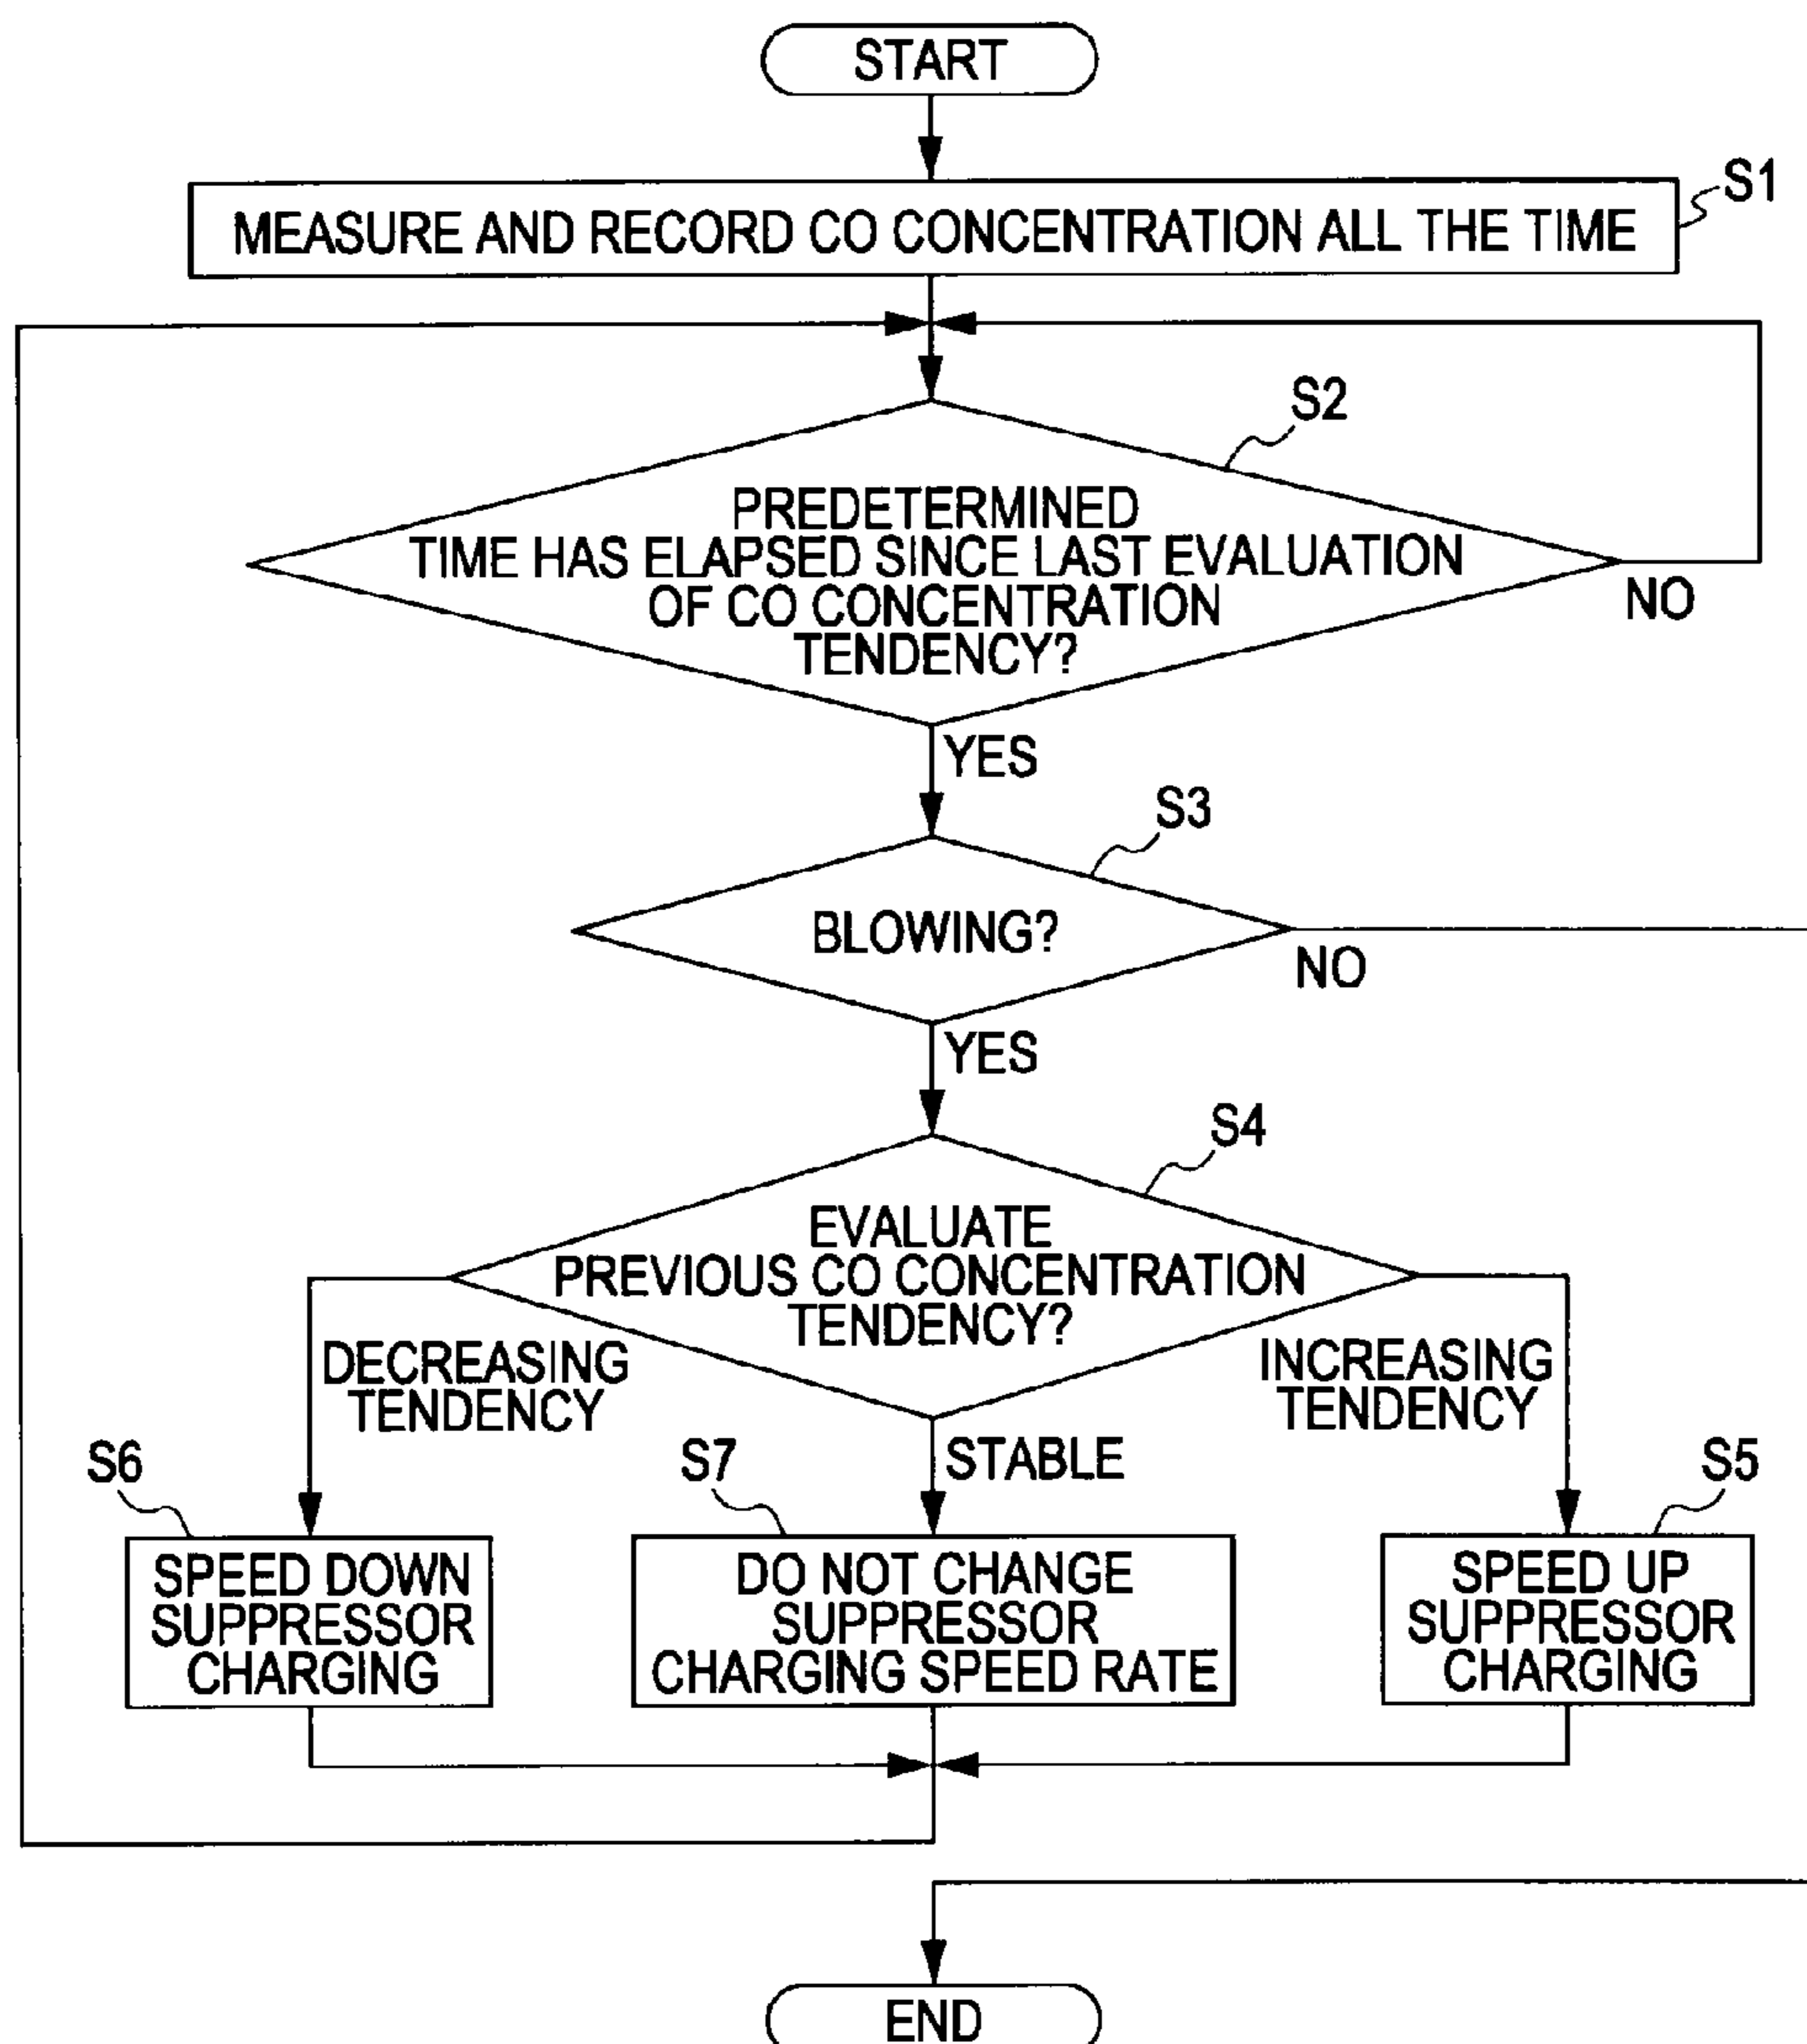 START
S1
MEASURE AND RECORD CO CONCENTRATION ALL THE TIME
S2
PREDETERMINED
TIME HAS ELAPSED SINCE LAST EVALUATION
OF CO CONCENTRATION
TENDENCY?
NO
YES
S3
BLOWING?
NO
YES
S4
EVALUATE
PREVIOUS CO CONCENTRATION
TENDENCY?
DECREASING
TENDENCY
INCREASING
TENDENCY
S6
S7
STABLE
S5
SPEED DOWN
SUPPRESSOR
CHARGING
DO NOT CHANGE
SUPPRESSOR
CHARGING SPEED RATE
SPEED UP
SUPPRESSOR
CHARGING
END